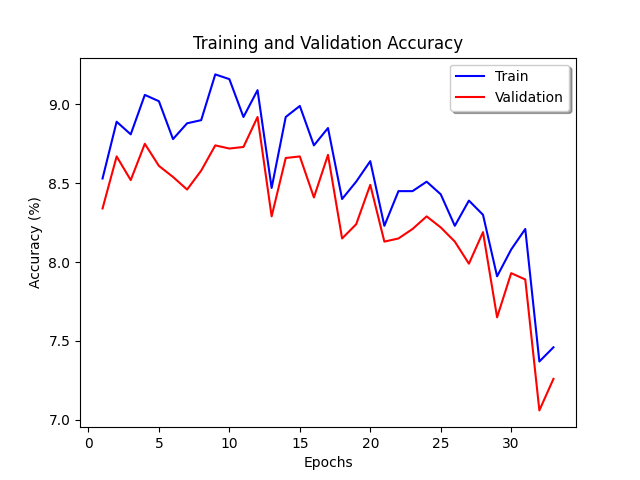 Training and Validation Accuracy
Train
Validation
9.0
8.5
8.0
7.5
7.0
Accuracy (%)
0 5 10 15 20 25 30
Epochs